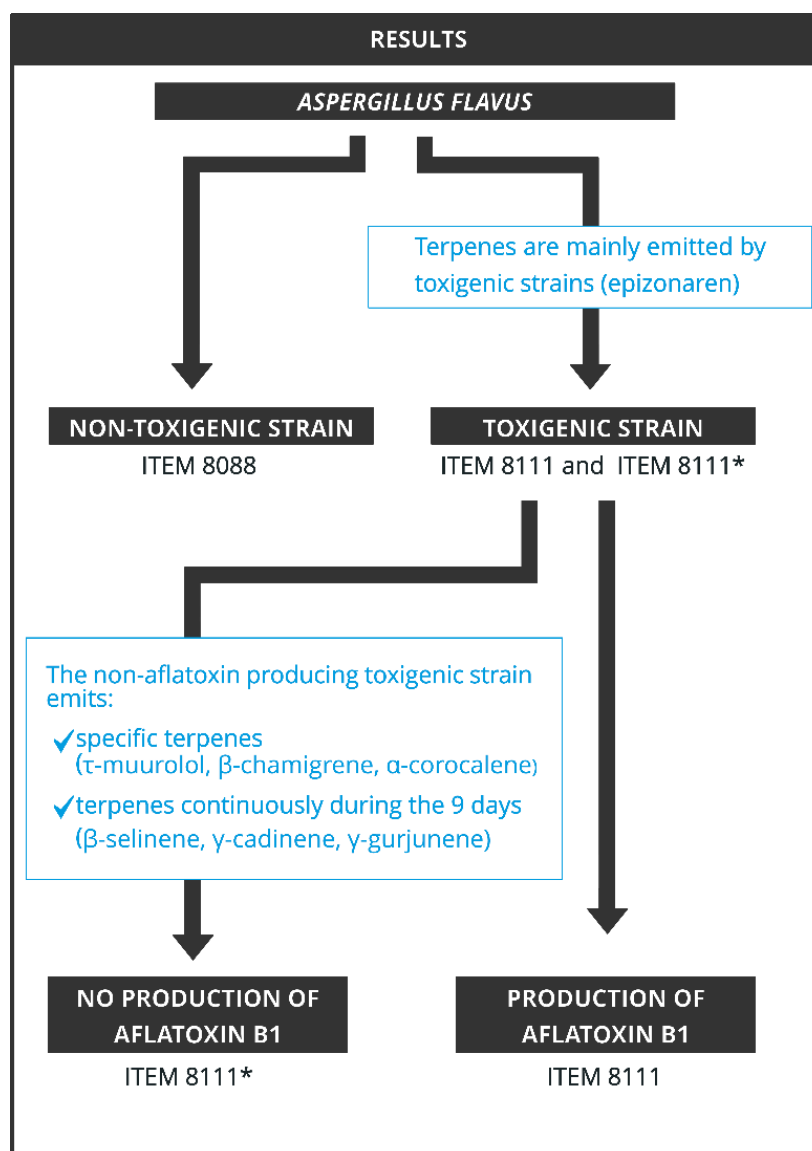 RESULTS
ASPERGILLUS FLAVUS
Terpenes are mainly emitted by
toxigenic strains (epizonaren)
NON-TOXIGENIC STRAIN
ITEM 8088
TOXIGENIC STRAIN
ITEM 8111 and ITEM 8111*
The non-aflatoxin producing toxigenic strain
emits:
✓specific terpenes
(τ-muurolol, β-chamigrene, α-corocalene)
✓terpenes continuously during the 9 days
(β-selinene, γ-cadinene, γ-gurjunene)
NO PRODUCTION OF
AFLATOXIN B1
ITEM 8111*
PRODUCTION OF
AFLATOXIN B1
ITEM 8111